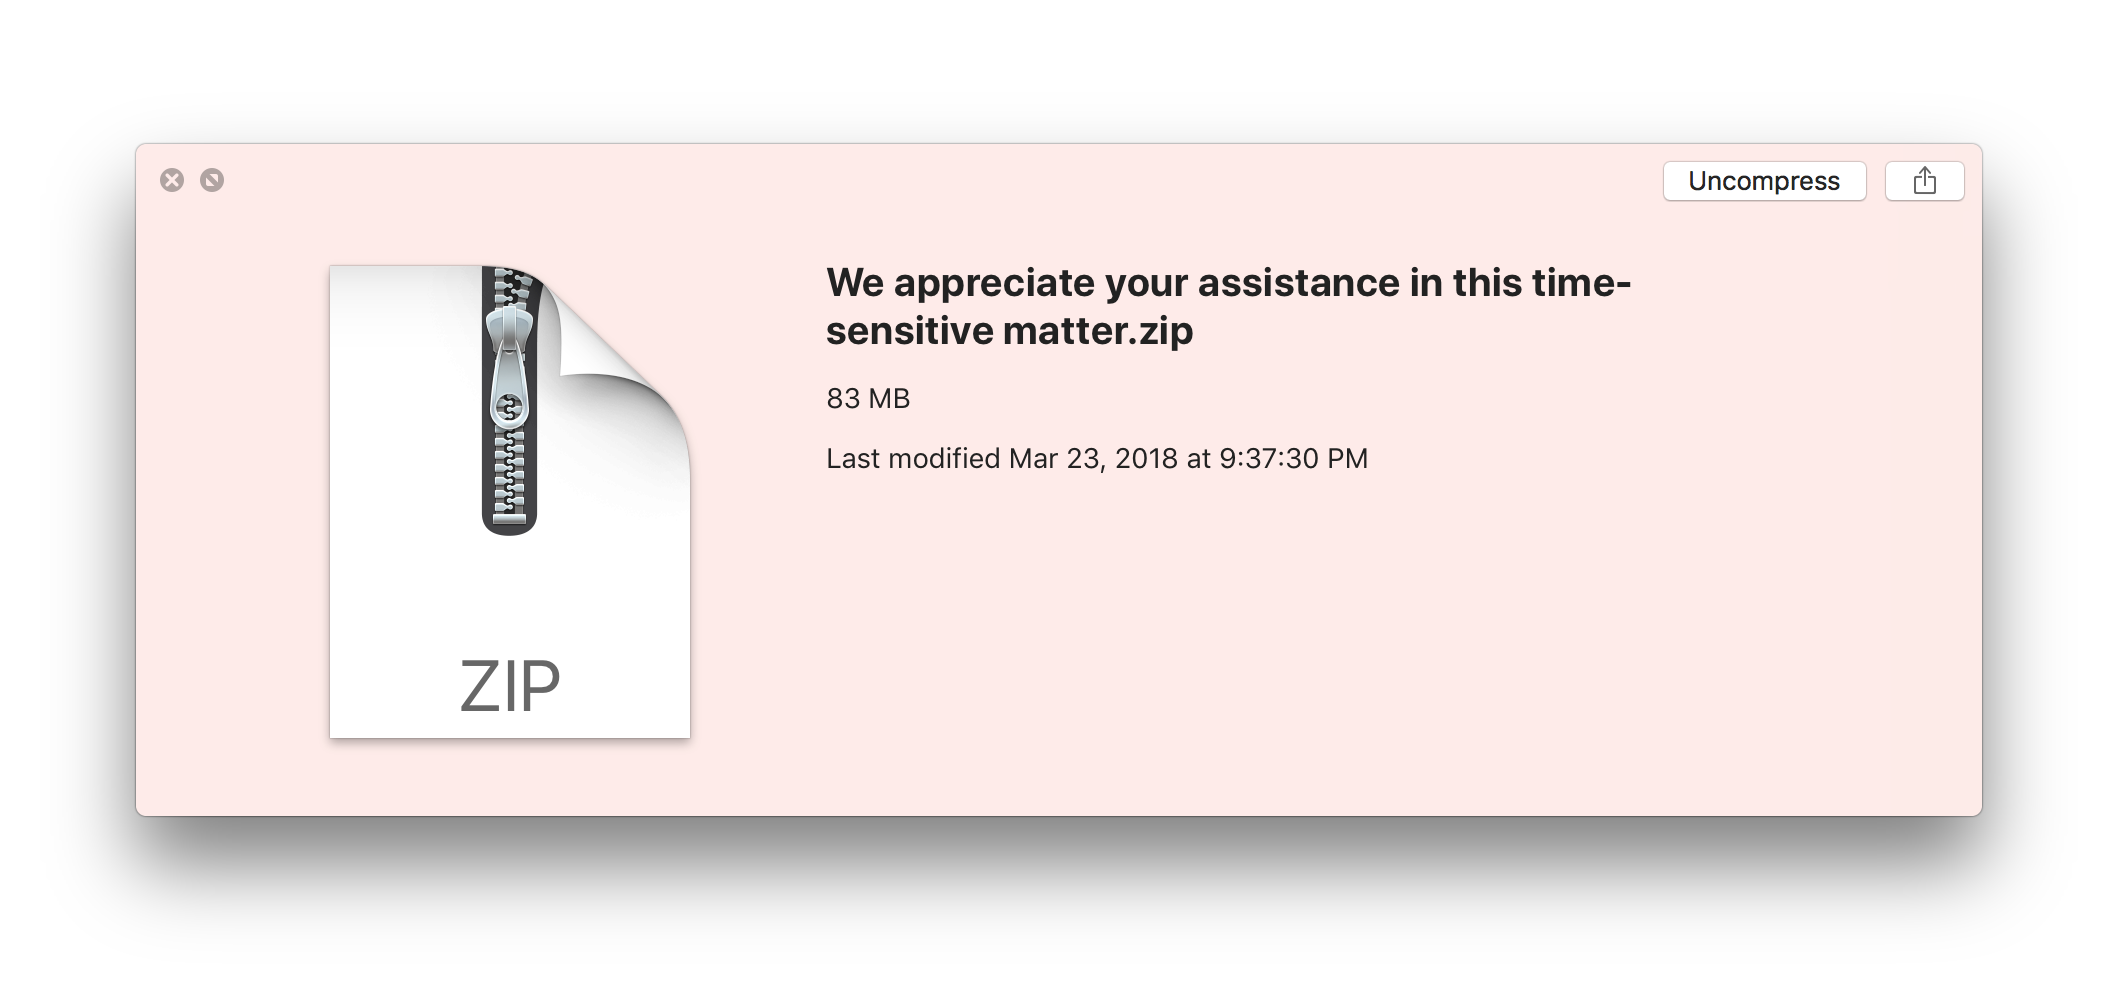 Uncompress
We appreciate your assistance in this time-
sensitive matter.zip
83 MB
Last modified Mar 23, 2018 at 9:37:30 PM
ZIP